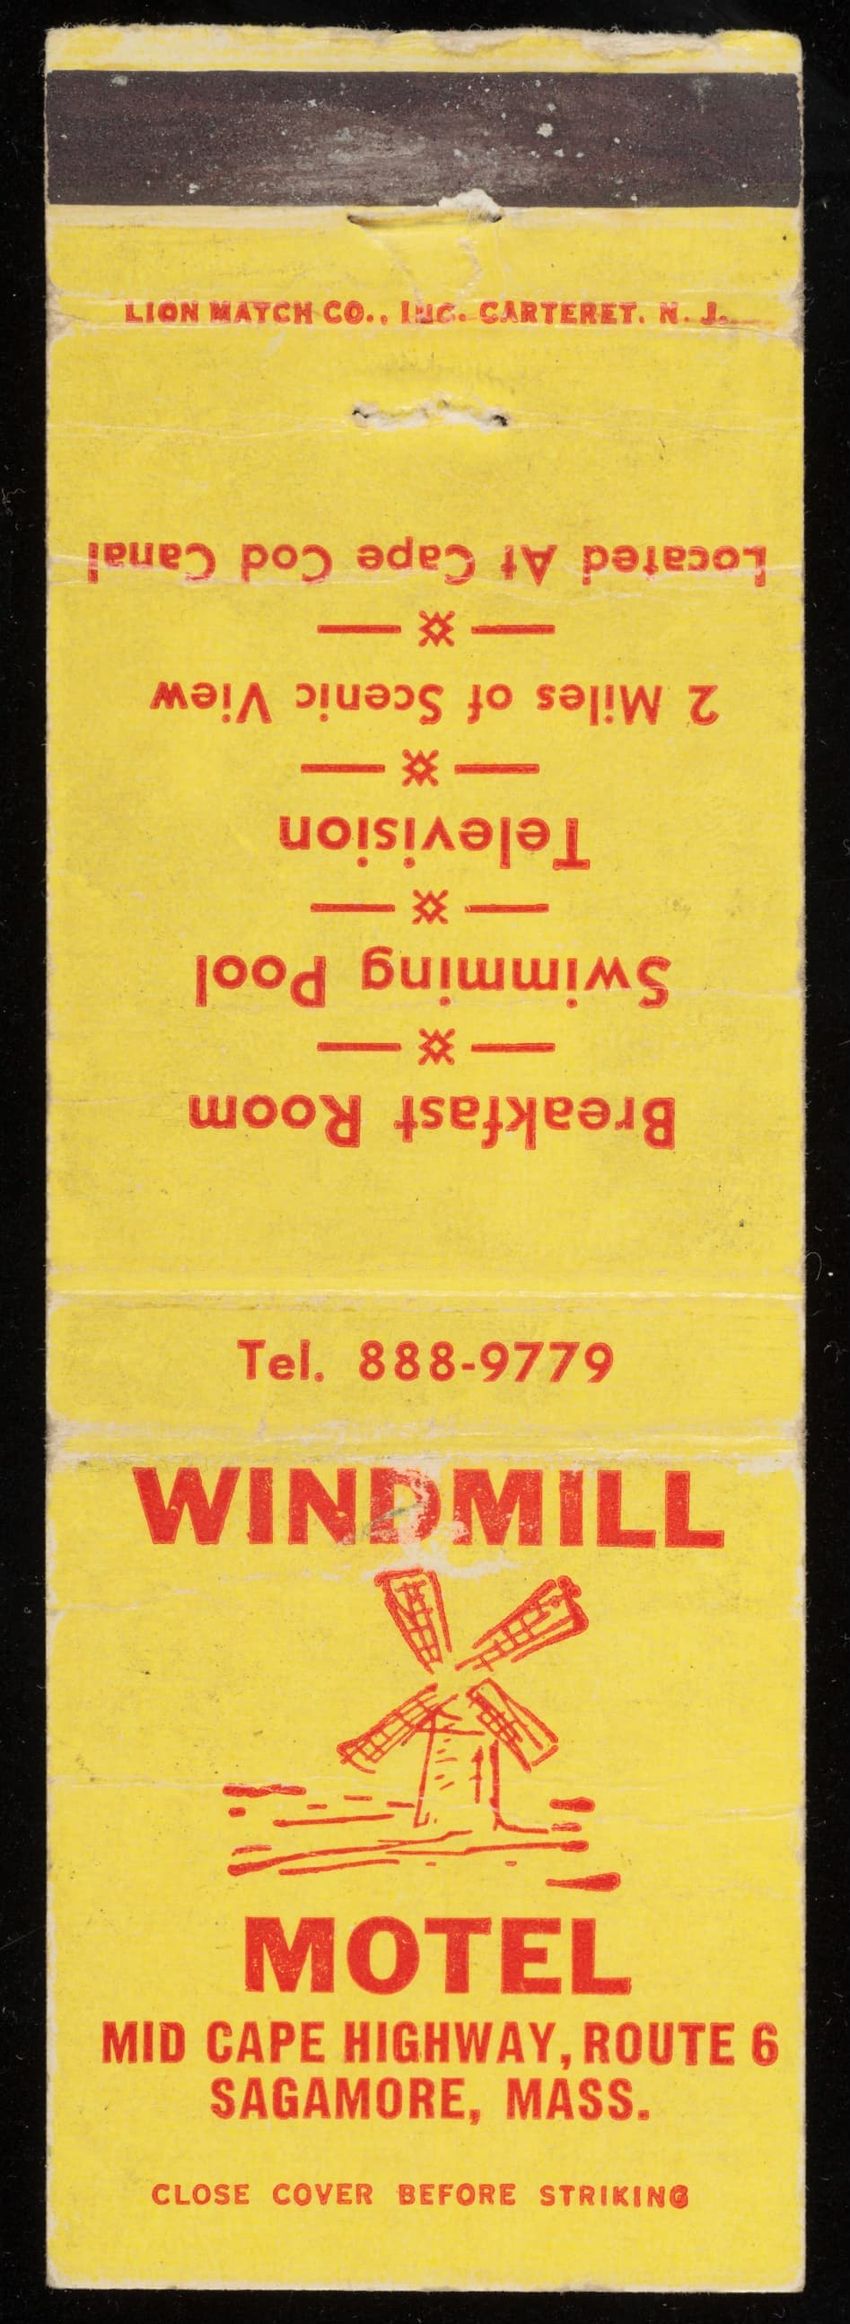 LION MATCH CO., INC. CARTERET, N. J.
Breakfast Room
Swimming Pool
Television
2 Miles of Scenic View
Located At Cape Cod Canal
Tel. 888-9779
WINDMILL
MOTEL
MID CAPE HIGHWAY, ROUTE 6
SAGAMORE, MASS.
CLOSE COVER BEFORE STRIKING